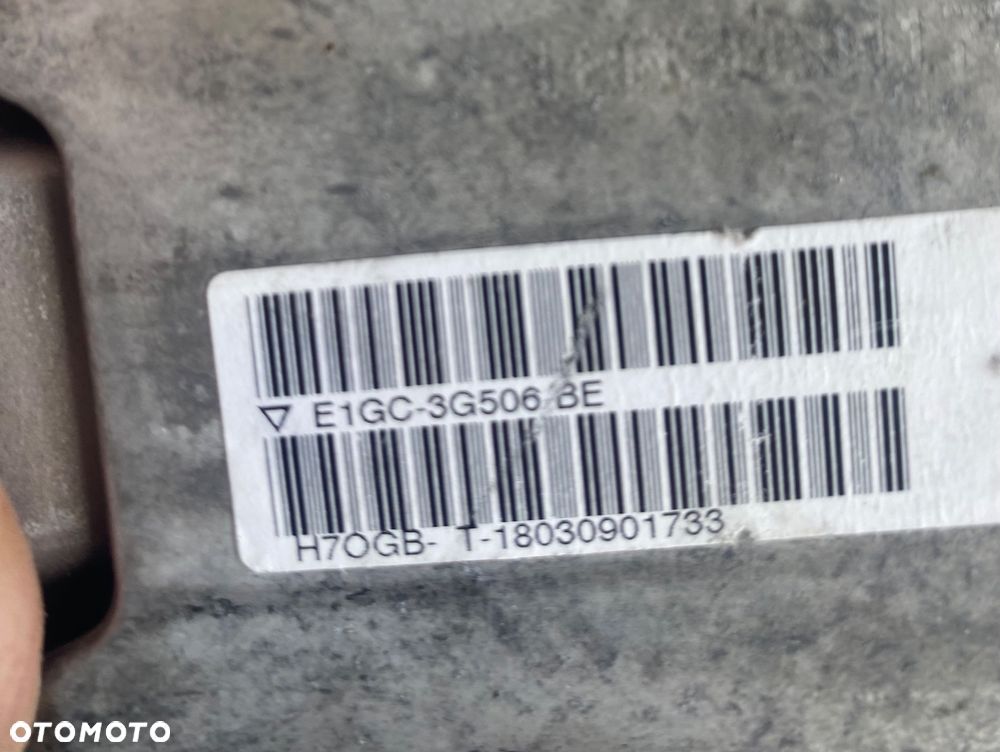 ▽ E1GC-3G506-BE
H7OGB- T-18030901733
OTOMOTO